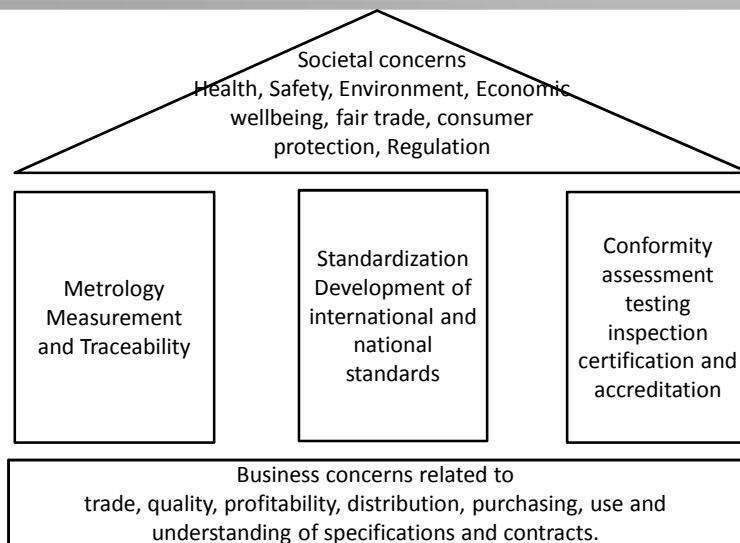 Societal concerns
Health, Safety, Environment, Economic
wellbeing, fair trade, consumer
protection, Regulation
Metrology
Measurement
and Traceability
Standardization
Development of
international and
national
standards
Conformity
assessment
testing
inspection
certification and
accreditation
Business concerns related to
trade, quality, profitability, distribution, purchasing, use and
understanding of specifications and contracts.